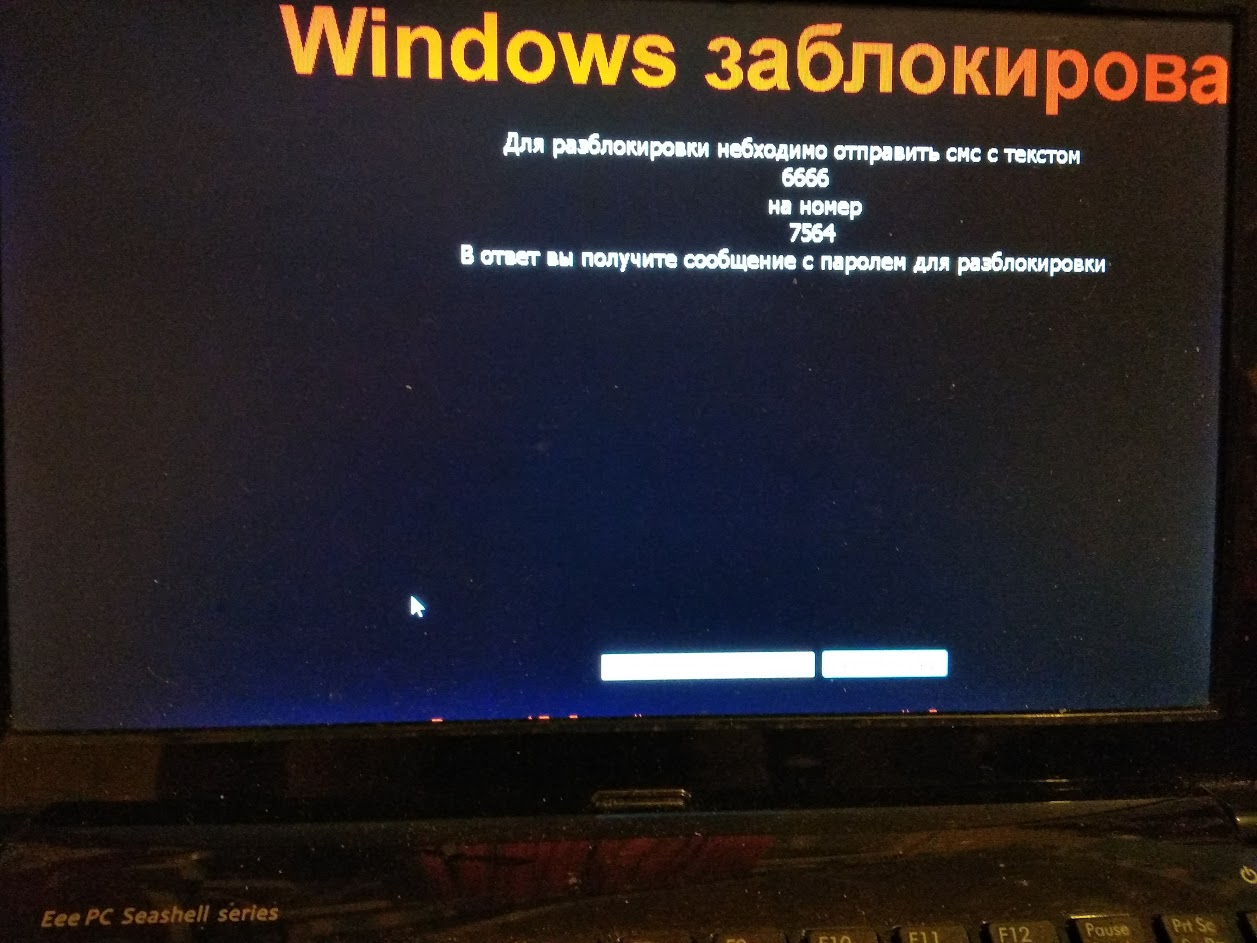 Windows заблокирова
Для разблокировки небходимо отправить смс с текстом
6666
на номер
7564
В ответ вы получите сообщение с паролем для разблокировки
Eee PC Seashell series
F9 F10 F11 F12 Pause Prt Sc